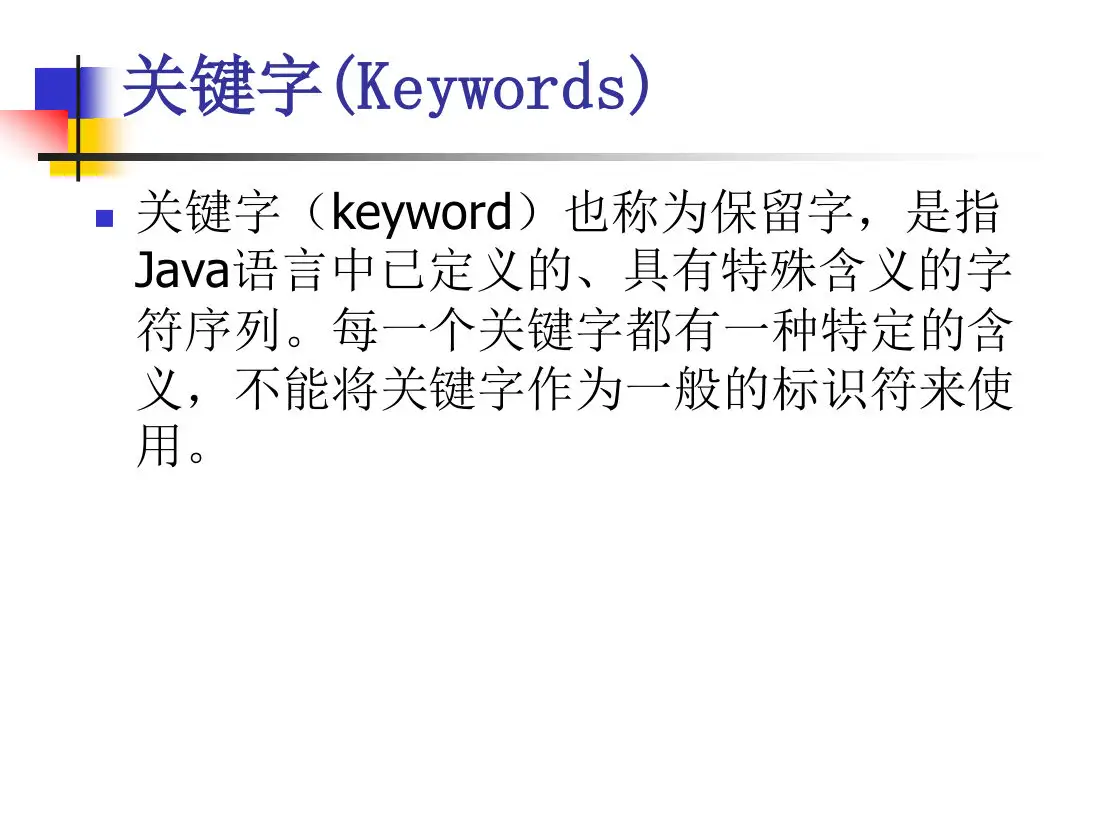 关键字(Keywords)
关键字（keyword）也称为保留字，是指
Java语言中已定义的、具有特殊含义的字
符序列。每一个关键字都有一种特定的含
义，不能将关键字作为一般的标识符来使
用。